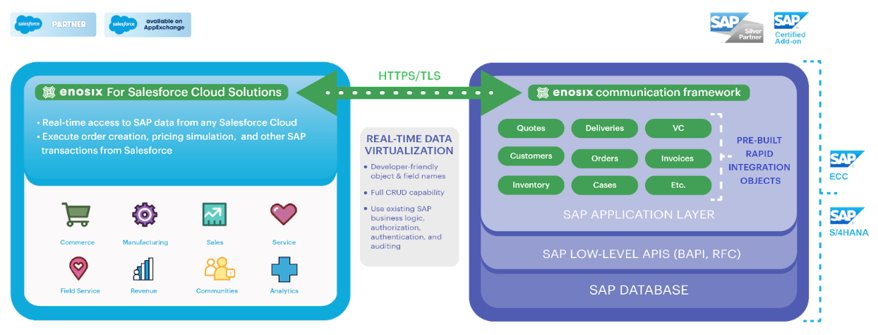 salesforce PARTNER
salesforce available on
AppExchange
SAP Silver
Partner
SAP Certified
Add-on
enosix For Salesforce Cloud Solutions
• Real-time access to SAP data from any Salesforce Cloud
• Execute order creation, pricing simulation, and other SAP
transactions from Salesforce
Commerce
Manufacturing
Sales
Service
Field Service
Revenue
Communities
Analytics
HTTPS/TLS
REAL-TIME DATA
VIRTUALIZATION
• Developer-friendly
object & field names
• Full CRUD capability
• Use existing SAP
business logic,
authorization,
authentication, and
auditing
enosix communication framework
Quotes
Deliveries
VC
Customers
Orders
Invoices
Inventory
Cases
Etc.
PRE-BUILT
RAPID
INTEGRATION
OBJECTS
SAP APPLICATION LAYER
SAP LOW-LEVEL APIS (BAPI, RFC)
SAP DATABASE
SAP
ECC
SAP
S/4HANA